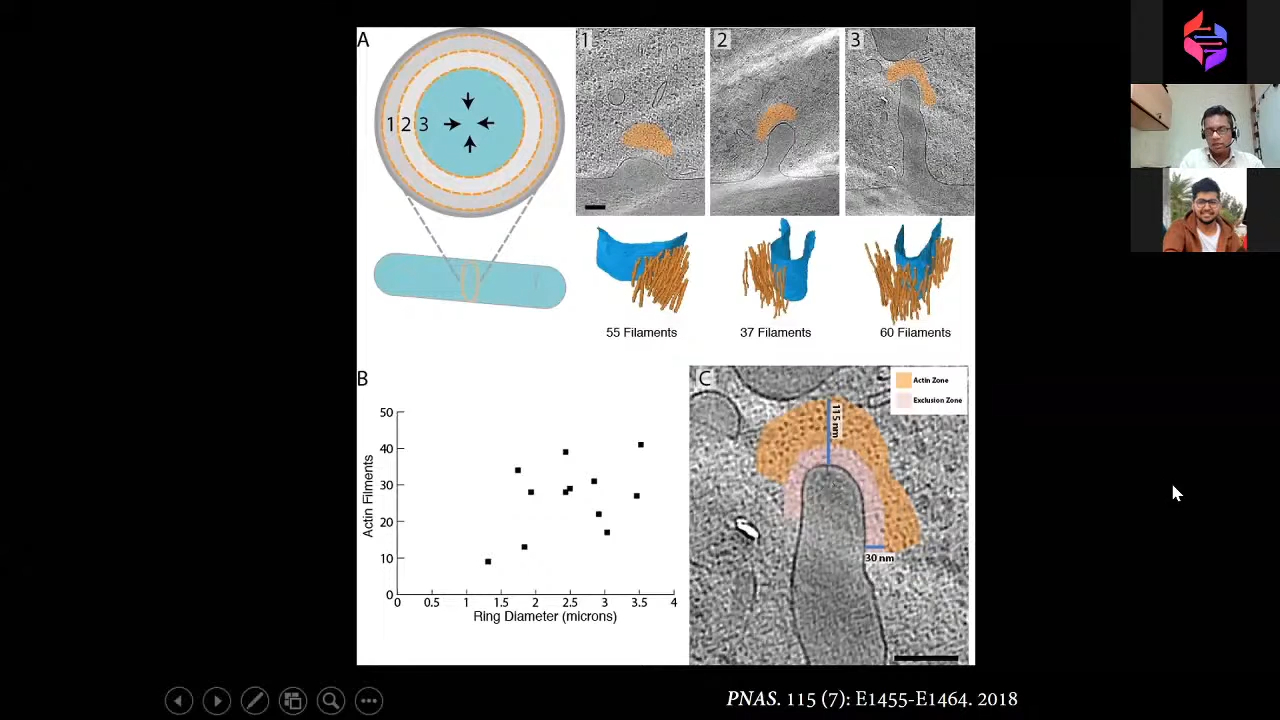 A
1 2 3
1
2
3
55 Filaments
37 Filaments
60 Filaments
B
50
40
30
20
10
0
Actin Filments
0 0.5 1 1.5 2 2.5 3 3.5 4
Ring Diameter (microns)
C
Actin Zone
Exclusion Zone
115 nm
30 nm
PNAS. 115 (7): E1455-E1464. 2018